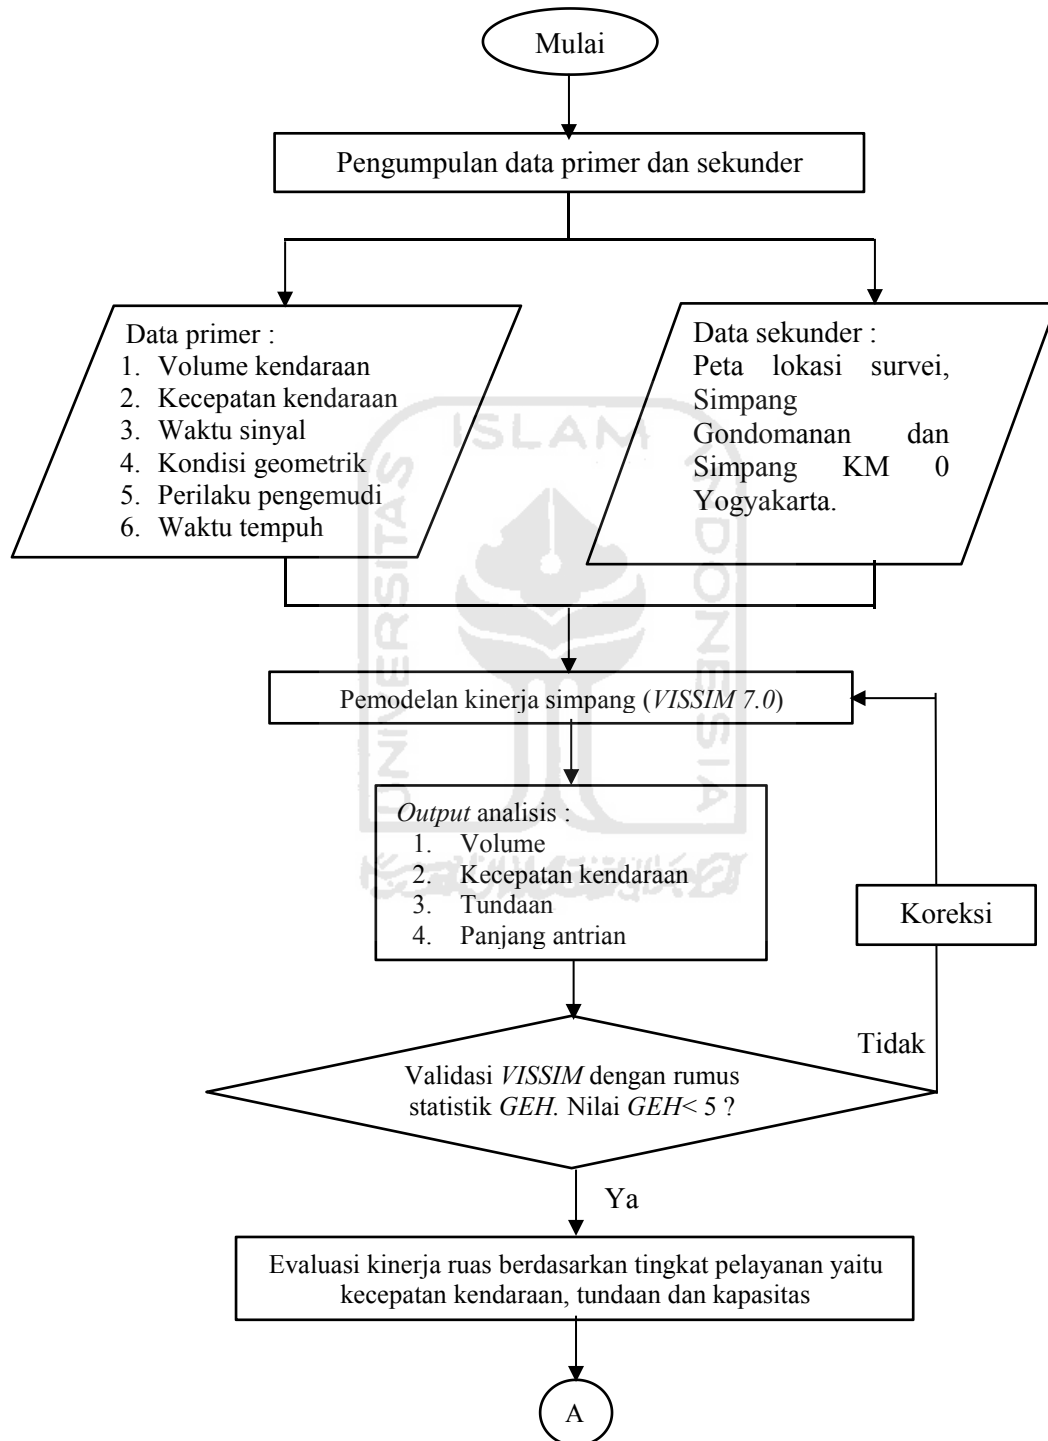 Mulai
Pengumpulan data primer dan sekunder
Data primer :
1. Volume kendaraan
2. Kecepatan kendaraan
3. Waktu sinyal
4. Kondisi geometrik
5. Perilaku pengemudi
6. Waktu tempuh
Data sekunder :
Peta lokasi survei,
Simpang
Gondomanan dan
Simpang KM 0
Yogyakarta.
ISLAM
UNIVERSITAS
INDONESIA
Pemodelan kinerja simpang (VISSIM 7.0)
Output analisis :
1. Volume
2. Kecepatan kendaraan
3. Tundaan
4. Panjang antrian
Koreksi
Tidak
Validasi VISSIM dengan rumus
statistik GEH. Nilai GEH< 5 ?
Ya
Evaluasi kinerja ruas berdasarkan tingkat pelayanan yaitu
kecepatan kendaraan, tundaan dan kapasitas
A